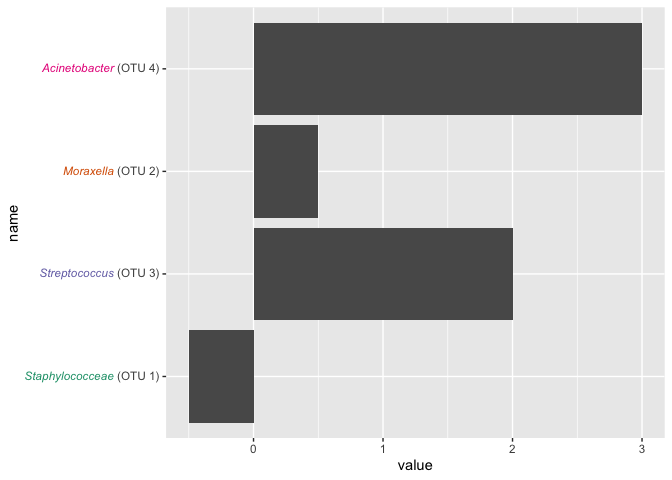 Acinetobacter (OTU 4)
Moraxella (OTU 2)
name
Streptococcus (OTU 3)
Staphylococceae (OTU 1)
0 1 2 3
value